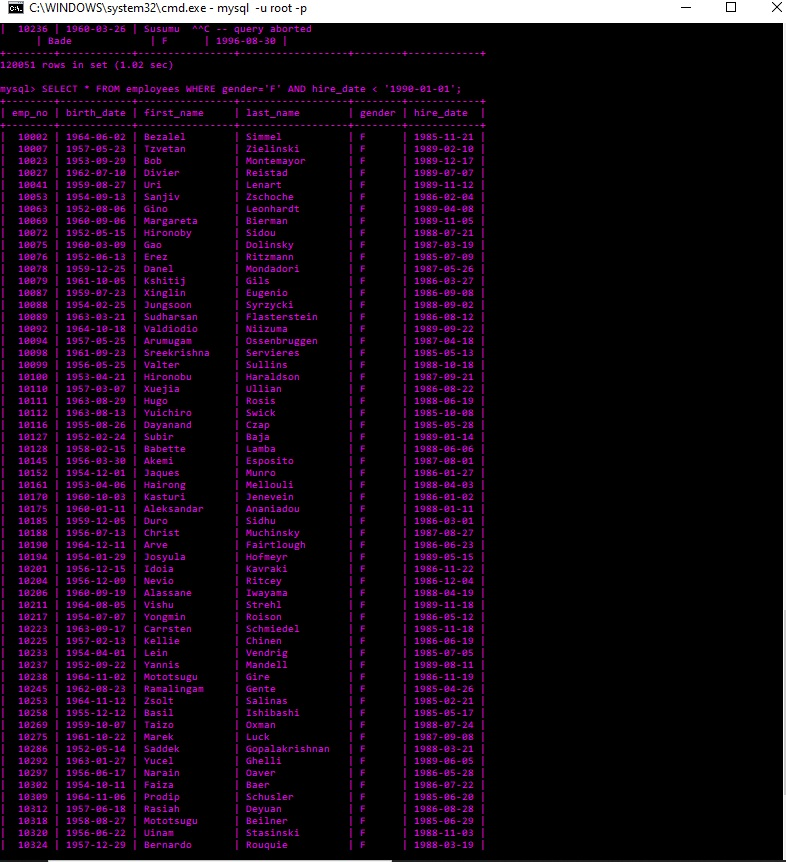 C:\WINDOWS\system32\cmd.exe - mysql -u root -p
| 10236 | 1960-03-26 | Susumu ^^C -- query aborted
| Bade | F | 1996-08-30 |
+--------+------------+----------------+------------------+--------+------------+
120051 rows in set (1.02 sec)
mysql> SELECT * FROM employees WHERE gender='F' AND hire_date < '1990-01-01';
+--------+------------+----------------+------------------+--------+------------+
| emp_no | birth_date | first_name | last_name | gender | hire_date |
+--------+------------+----------------+------------------+--------+------------+
| 10002 | 1964-06-02 | Bezalel | Simmel | F | 1985-11-21 |
| 10007 | 1957-05-23 | Tzvetan | Zielinski | F | 1989-02-10 |
| 10023 | 1953-09-29 | Bob | Montemayor | F | 1989-12-17 |
| 10027 | 1962-07-10 | Divier | Reistad | F | 1989-07-07 |
| 10041 | 1959-08-27 | Uri | Lenart | F | 1989-11-12 |
| 10053 | 1954-09-13 | Sanjiv | Zschoche | F | 1986-02-04 |
| 10063 | 1952-08-06 | Gino | Leonhardt | F | 1989-04-08 |
| 10069 | 1960-09-06 | Margareta | Bierman | F | 1989-11-05 |
| 10072 | 1952-05-15 | Hironoby | Sidou | F | 1988-07-21 |
| 10075 | 1960-03-09 | Gao | Dolinsky | F | 1987-03-19 |
| 10076 | 1952-06-13 | Erez | Ritzmann | F | 1985-07-09 |
| 10078 | 1959-12-25 | Danel | Mondadori | F | 1987-05-26 |
| 10079 | 1961-10-05 | Kshitij | Gils | F | 1986-03-27 |
| 10087 | 1959-07-23 | Xinglin | Eugenio | F | 1986-09-08 |
| 10088 | 1954-02-25 | Jungsoon | Syrzycki | F | 1988-09-02 |
| 10089 | 1963-03-21 | Sudharsan | Flasterstein | F | 1986-08-12 |
| 10092 | 1964-10-18 | Valdiodio | Niizuma | F | 1989-09-22 |
| 10094 | 1957-05-25 | Arumugam | Ossenbruggen | F | 1987-04-18 |
| 10098 | 1961-09-23 | Sreekrishna | Servieres | F | 1985-05-13 |
| 10099 | 1956-05-25 | Valter | Sullins | F | 1988-10-18 |
| 10100 | 1953-04-21 | Hironobu | Haraldson | F | 1987-09-21 |
| 10110 | 1957-03-07 | Xuejia | Ullian | F | 1986-08-22 |
| 10111 | 1963-08-29 | Hugo | Rosis | F | 1988-06-19 |
| 10112 | 1963-08-13 | Yuichiro | Swick | F | 1985-10-08 |
| 10116 | 1955-08-26 | Dayanand | Czap | F | 1985-05-28 |
| 10127 | 1952-02-24 | Subir | Baja | F | 1989-01-14 |
| 10128 | 1958-02-15 | Babette | Lamba | F | 1988-06-06 |
| 10145 | 1956-03-30 | Akemi | Esposito | F | 1987-08-01 |
| 10152 | 1954-12-01 | Jaques | Munro | F | 1986-01-27 |
| 10161 | 1953-04-06 | Hairong | Mellouli | F | 1988-04-03 |
| 10170 | 1960-10-03 | Kasturi | Jenevein | F | 1986-01-02 |
| 10175 | 1960-01-11 | Aleksandar | Ananiadou | F | 1988-01-11 |
| 10185 | 1959-12-05 | Duro | Sidhu | F | 1986-03-01 |
| 10188 | 1956-07-13 | Christ | Muchinsky | F | 1987-08-27 |
| 10190 | 1964-12-11 | Arve | Fairtlough | F | 1986-06-23 |
| 10194 | 1954-01-29 | Josyula | Hofmeyr | F | 1989-05-15 |
| 10201 | 1956-12-15 | Idoia | Kavraki | F | 1986-11-22 |
| 10204 | 1956-12-09 | Nevio | Ritcey | F | 1986-12-04 |
| 10206 | 1960-09-19 | Alassane | Iwayama | F | 1988-04-19 |
| 10211 | 1964-08-05 | Vishu | Strehl | F | 1989-11-18 |
| 10217 | 1954-07-07 | Yongmin | Roison | F | 1986-05-12 |
| 10223 | 1963-09-17 | Carrsten | Schmiedel | F | 1985-11-18 |
| 10225 | 1957-02-13 | Kellie | Chinen | F | 1986-06-19 |
| 10233 | 1954-04-01 | Lein | Vendrig | F | 1985-07-05 |
| 10237 | 1952-09-22 | Yannis | Mandell | F | 1989-08-11 |
| 10238 | 1964-11-02 | Mototsugu | Gire | F | 1986-11-19 |
| 10245 | 1962-08-23 | Ramalingam | Gente | F | 1985-04-26 |
| 10253 | 1964-11-12 | Zsolt | Salinas | F | 1985-02-21 |
| 10258 | 1955-12-12 | Basil | Ishibashi | F | 1985-05-17 |
| 10269 | 1959-10-07 | Taizo | Oxman | F | 1988-07-24 |
| 10275 | 1961-10-22 | Marek | Luck | F | 1987-09-08 |
| 10286 | 1952-05-14 | Saddek | Gopalakrishnan | F | 1988-03-21 |
| 10292 | 1963-01-27 | Yucel | Ghelli | F | 1989-06-05 |
| 10297 | 1956-06-17 | Narain | Oaver | F | 1986-05-28 |
| 10302 | 1954-10-11 | Faiza | Baer | F | 1986-07-22 |
| 10309 | 1964-11-06 | Prodip | Schusler | F | 1985-06-20 |
| 10312 | 1957-06-18 | Rasiah | Deyuan | F | 1986-08-28 |
| 10318 | 1958-08-27 | Mototsugu | Beilner | F | 1985-06-29 |
| 10320 | 1956-06-22 | Uinam | Stasinski | F | 1988-11-03 |
| 10324 | 1957-12-29 | Bernardo | Rouquie | F | 1988-03-19 |